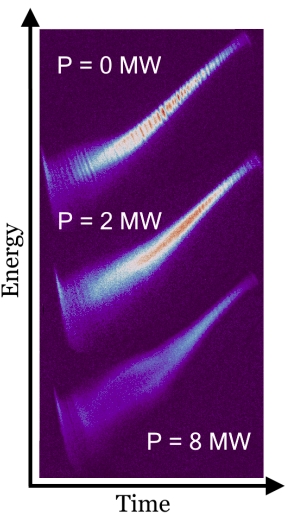 P = 0 MW
P = 2 MW
P = 8 MW
Energy
Time